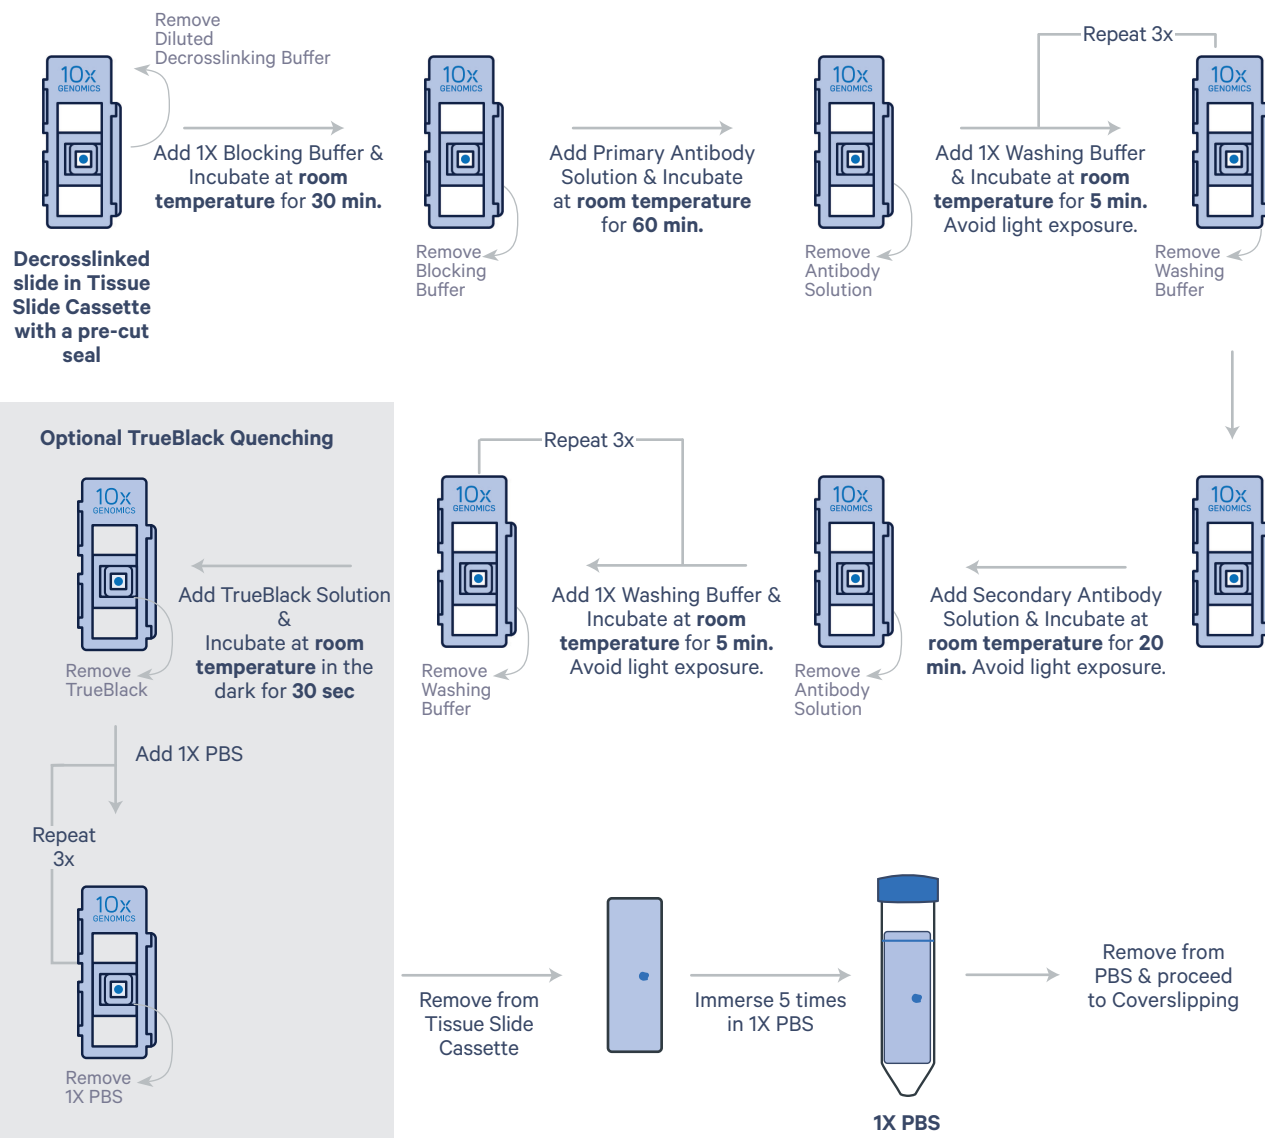 Remove
Diluted
Decrosslinking Buffer
10x
GENOMICS
Add 1X Blocking Buffer &
Incubate at room
temperature for 30 min.
Decrosslinked
slide in Tissue
Slide Cassette
with a pre-cut
seal
10x
GENOMICS
Remove
Blocking
Buffer
Add Primary Antibody
Solution & Incubate
at room temperature
for 60 min.
10x
GENOMICS
Remove
Antibody
Solution
Repeat 3x
Add 1X Washing Buffer
& Incubate at room
temperature for 5 min.
Avoid light exposure.
10x
GENOMICS
Remove
Washing
Buffer
10x
GENOMICS
Add Secondary Antibody
Solution & Incubate at
room temperature for 20
min. Avoid light exposure.
10x
GENOMICS
Remove
Antibody
Solution
Repeat 3x
Add 1X Washing Buffer &
Incubate at room
temperature for 5 min.
Avoid light exposure.
10x
GENOMICS
Remove
Washing
Buffer
Optional TrueBlack Quenching
Add TrueBlack Solution
&
Incubate at room
temperature in the
dark for 30 sec
10x
GENOMICS
Remove
TrueBlack
Add 1X PBS
Repeat
3x
10x
GENOMICS
Remove
1X PBS
Remove from
Tissue Slide
Cassette
Immerse 5 times
in 1X PBS
1X PBS
Remove from
PBS & proceed
to Coverslipping